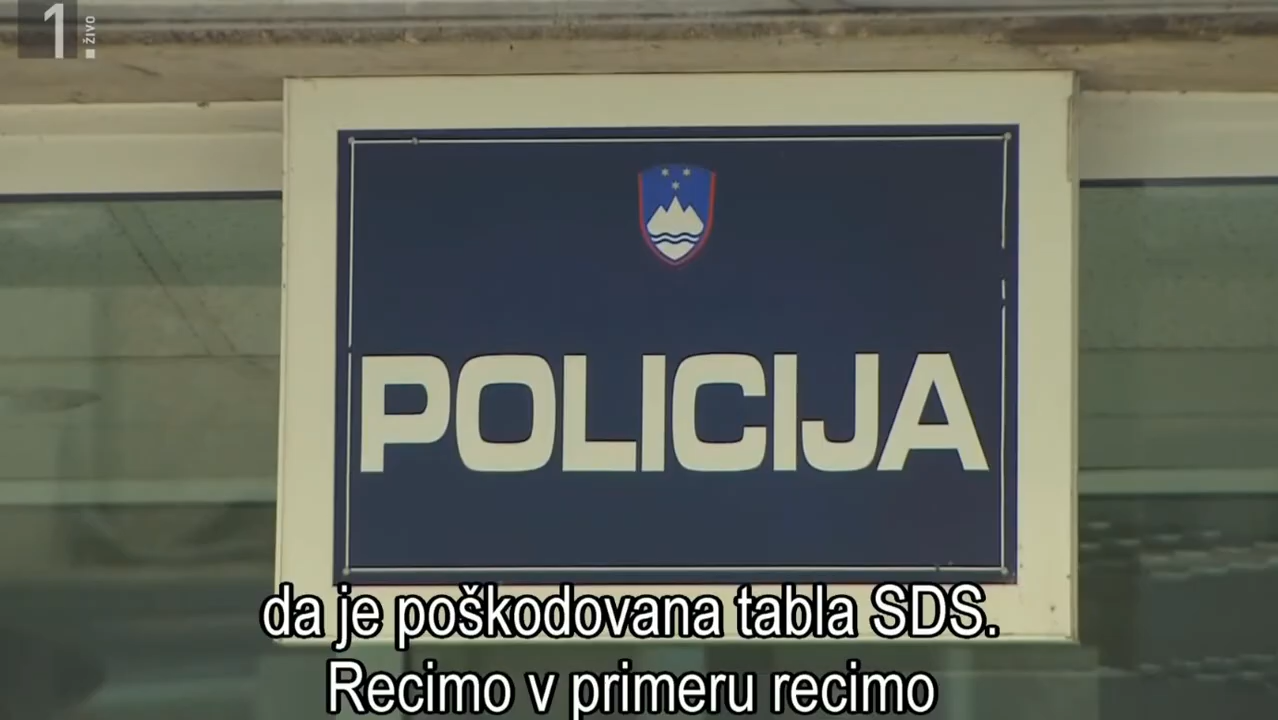 1.
ŽIVO
POLICIJA
da je poškodovana tabla SDS.
Recimo v primeru recimo